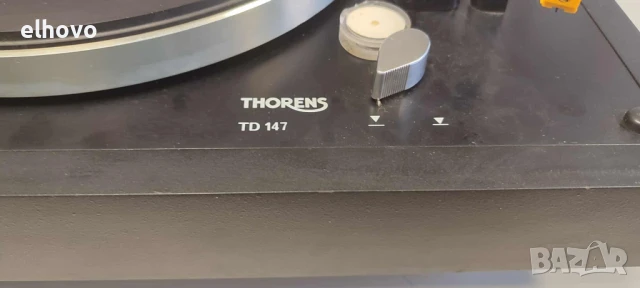 elhovo
THORENS
TD 147
BAZAR